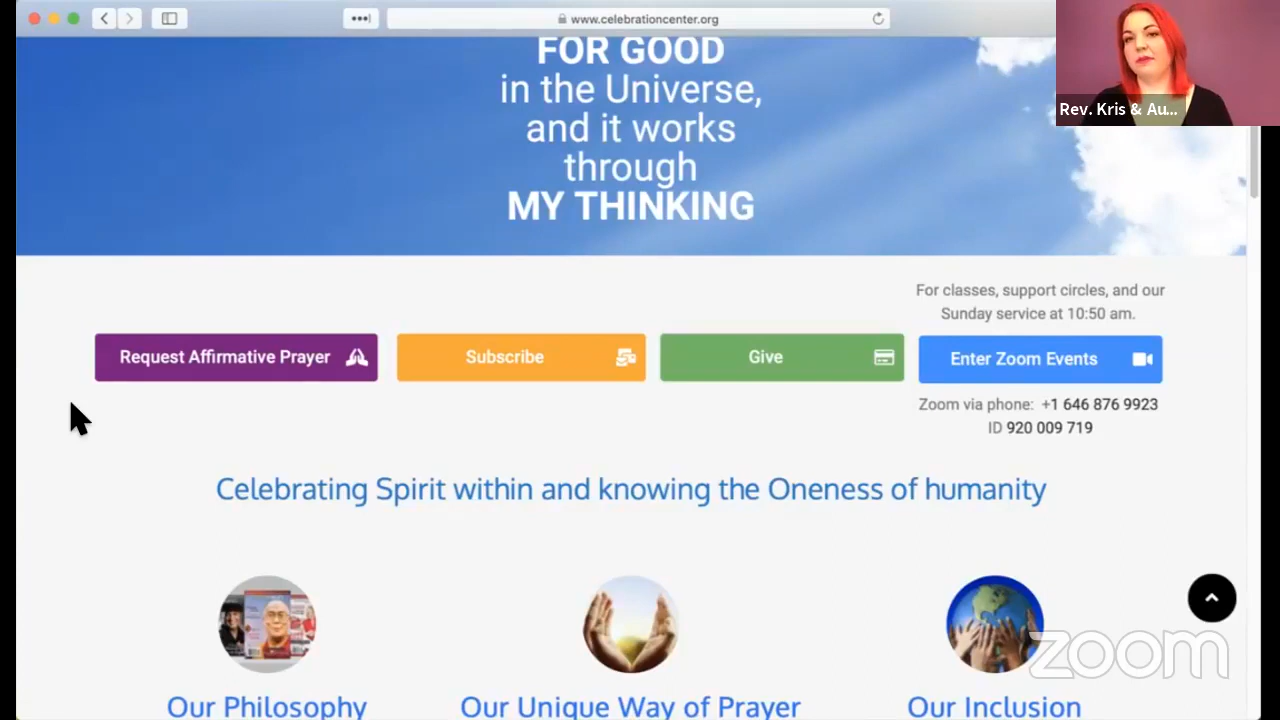 www.celebrationcenter.org
Rev. Kris & Au...
FOR GOOD
in the Universe,
and it works
through
MY THINKING
For classes, support circles, and our
Sunday service at 10:50 am.
Request Affirmative Prayer
Subscribe
Give
Enter Zoom Events
Zoom via phone: +1 646 876 9923
ID 920 009 719
Celebrating Spirit within and knowing the Oneness of humanity
zoom
Our Philosophy
Our Unique Way of Prayer
Our Inclusion